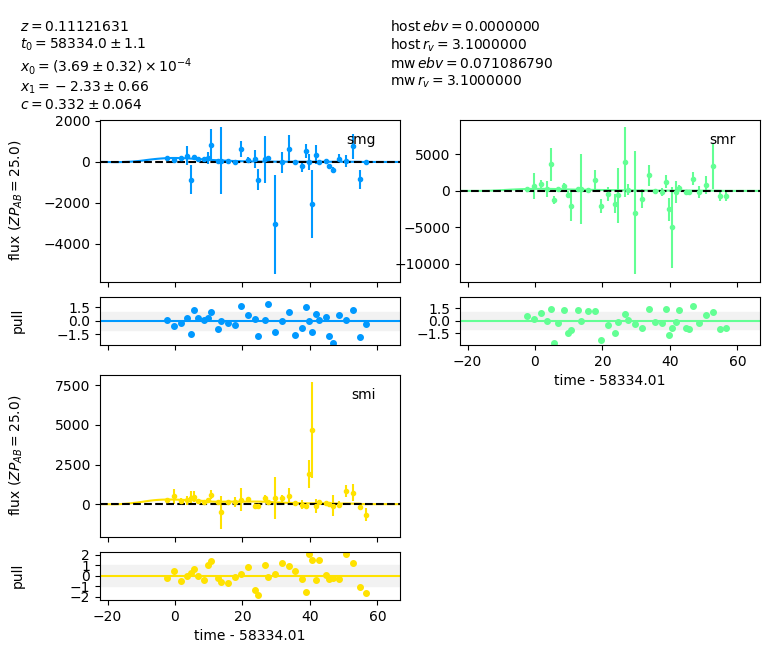 z = 0.11121631
t₀ = 58334.0 ± 1.1
x₀ = (3.69 ± 0.32) × 10⁻⁴
x₁ = −2.33 ± 0.66
c = 0.332 ± 0.064
host ebv = 0.0000000
host r_v = 3.1000000
mw ebv = 0.071086790
mw r_v = 3.1000000
2000
0
−2000
−4000
flux (ZP_AB = 25.0)
smg
5000
0
−5000
−10000
smr
1.5
0.0
−1.5
pull
1.5
0.0
−1.5
−20
0
20
40
60
time - 58334.01
7500
5000
2500
0
flux (ZP_AB = 25.0)
smi
2
1
0
−1
−2
pull
−20
0
20
40
60
time - 58334.01